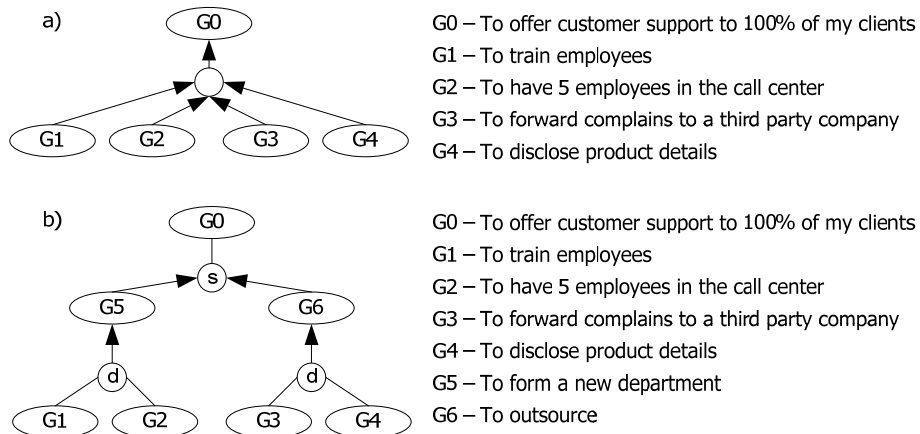 a)
G0
G1
G2
G3
G4
G0 – To offer customer support to 100% of my clients
G1 – To train employees
G2 – To have 5 employees in the call center
G3 – To forward complains to a third party company
G4 – To disclose product details
b)
G0
s
G5
G6
d
d
G1
G2
G3
G4
G0 – To offer customer support to 100% of my clients
G1 – To train employees
G2 – To have 5 employees in the call center
G3 – To forward complains to a third party company
G4 – To disclose product details
G5 – To form a new department
G6 – To outsource